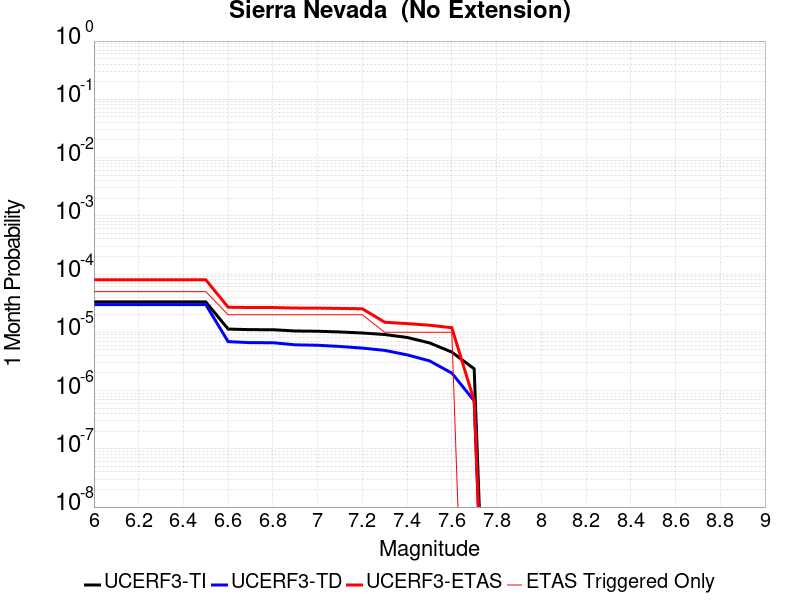 Sierra Nevada  (No Extension)
10^0
10^-1
10^-2
10^-3
10^-4
10^-5
10^-6
10^-7
10^-8
1 Month Probability
6 6.2 6.4 6.6 6.8 7 7.2 7.4 7.6 7.8 8 8.2 8.4 8.6 8.8 9
Magnitude
UCERF3-TI UCERF3-TD UCERF3-ETAS ETAS Triggered Only